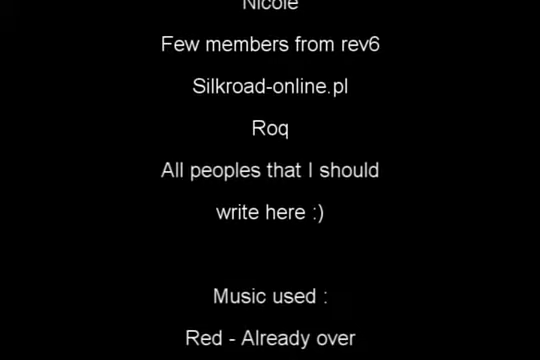 Nicole
Few members from rev6
Silkroad-online.pl
Roq
All peoples that I should
write here :)
Music used :
Red - Already over